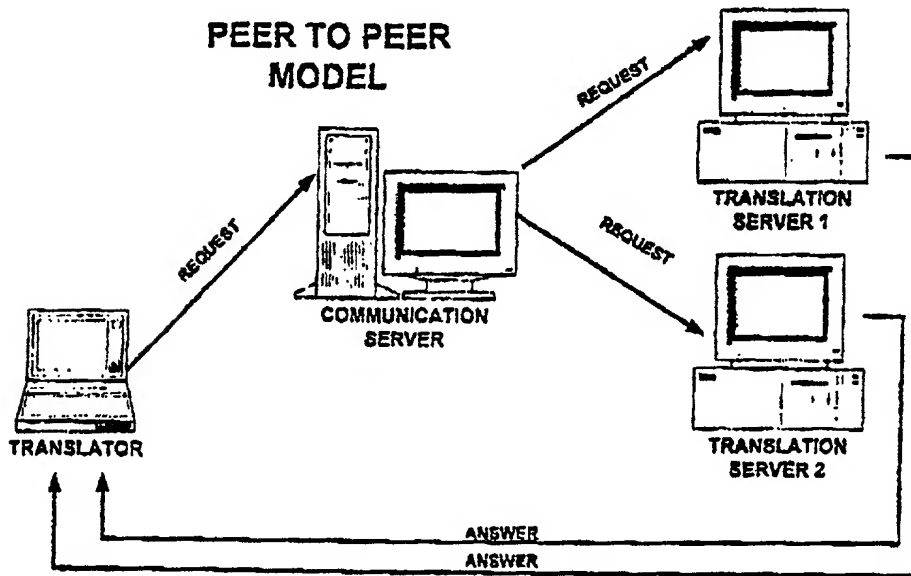 PEER TO PEER
MODEL
REQUEST
TRANSLATION
SERVER 1
REQUEST
REQUEST
COMMUNICATION
SERVER
TRANSLATOR
TRANSLATION
SERVER 2
ANSWER
ANSWER